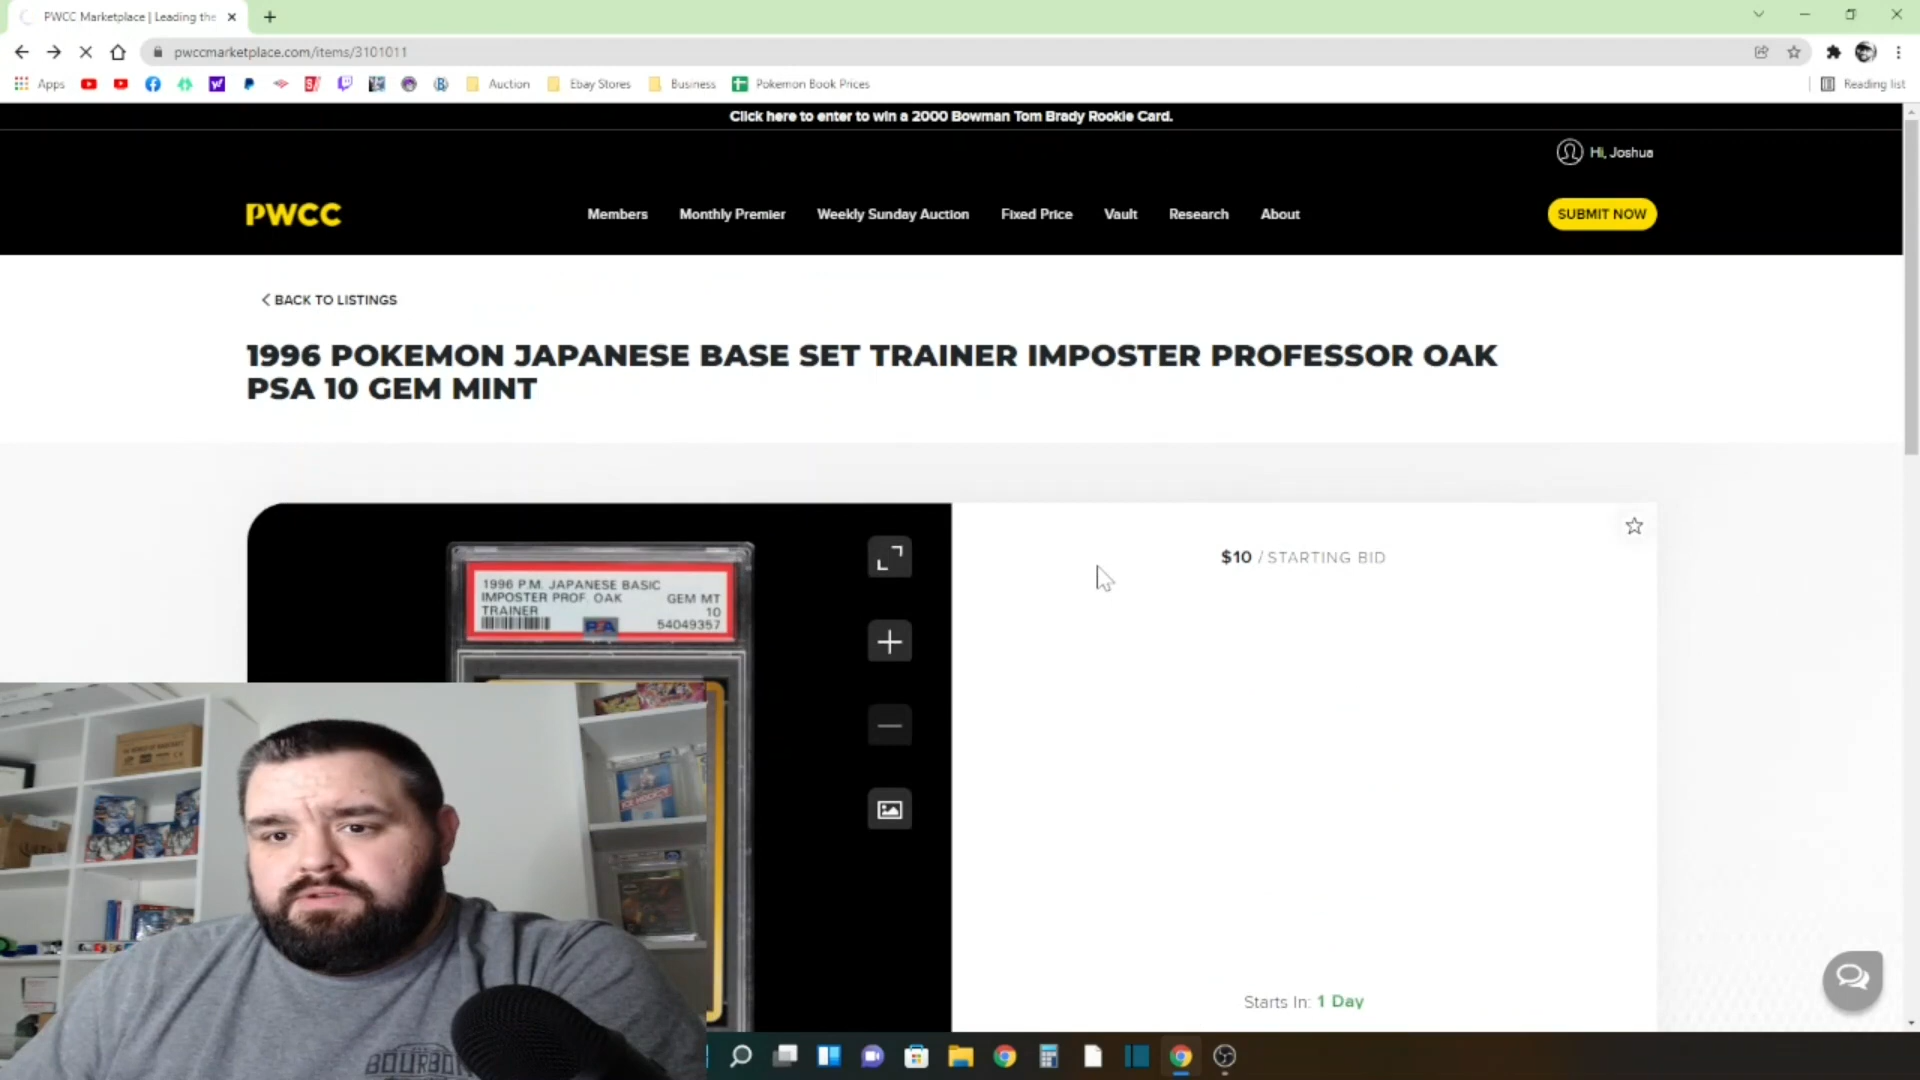 PWCC Marketplace | Leading the
pwccmarketplace.com/items/3101011
Apps
Auction
Ebay Stores
Business
Pokemon Book Prices
Reading list
Click here to enter to win a 2000 Bowman Tom Brady Rookie Card.
Hi, Joshua
PWCC
Members
Monthly Premier
Weekly Sunday Auction
Fixed Price
Vault
Research
About
SUBMIT NOW
BACK TO LISTINGS
1996 POKEMON JAPANESE BASE SET TRAINER IMPOSTER PROFESSOR OAK
PSA 10 GEM MINT
1996 P.M. JAPANESE BASIC
IMPOSTER PROF. OAK GEM MT
TRAINER 10
PSA 54049357
$10 / STARTING BID
Starts In: 1 Day
BOURBON